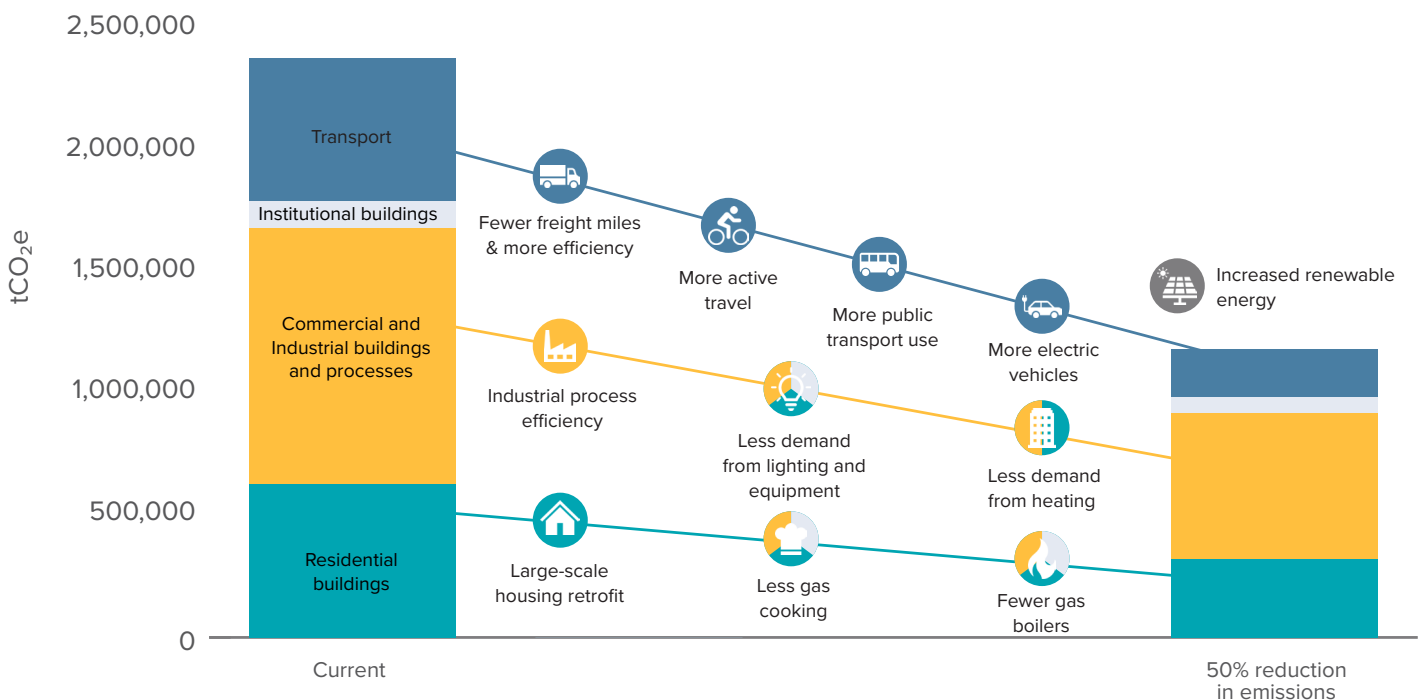 2,500,000
2,000,000
1,500,000
1,000,000
500,000
0
tCO₂e
Transport
Institutional buildings
Commercial and
Industrial buildings
and processes
Residential
buildings
Fewer freight miles
& more efficiency
More active
travel
More public
transport use
More electric
vehicles
Increased renewable
energy
Industrial process
efficiency
Less demand
from lighting and
equipment
Less demand
from heating
Large-scale
housing retrofit
Less gas
cooking
Fewer gas
boilers
Current
50% reduction
in emissions